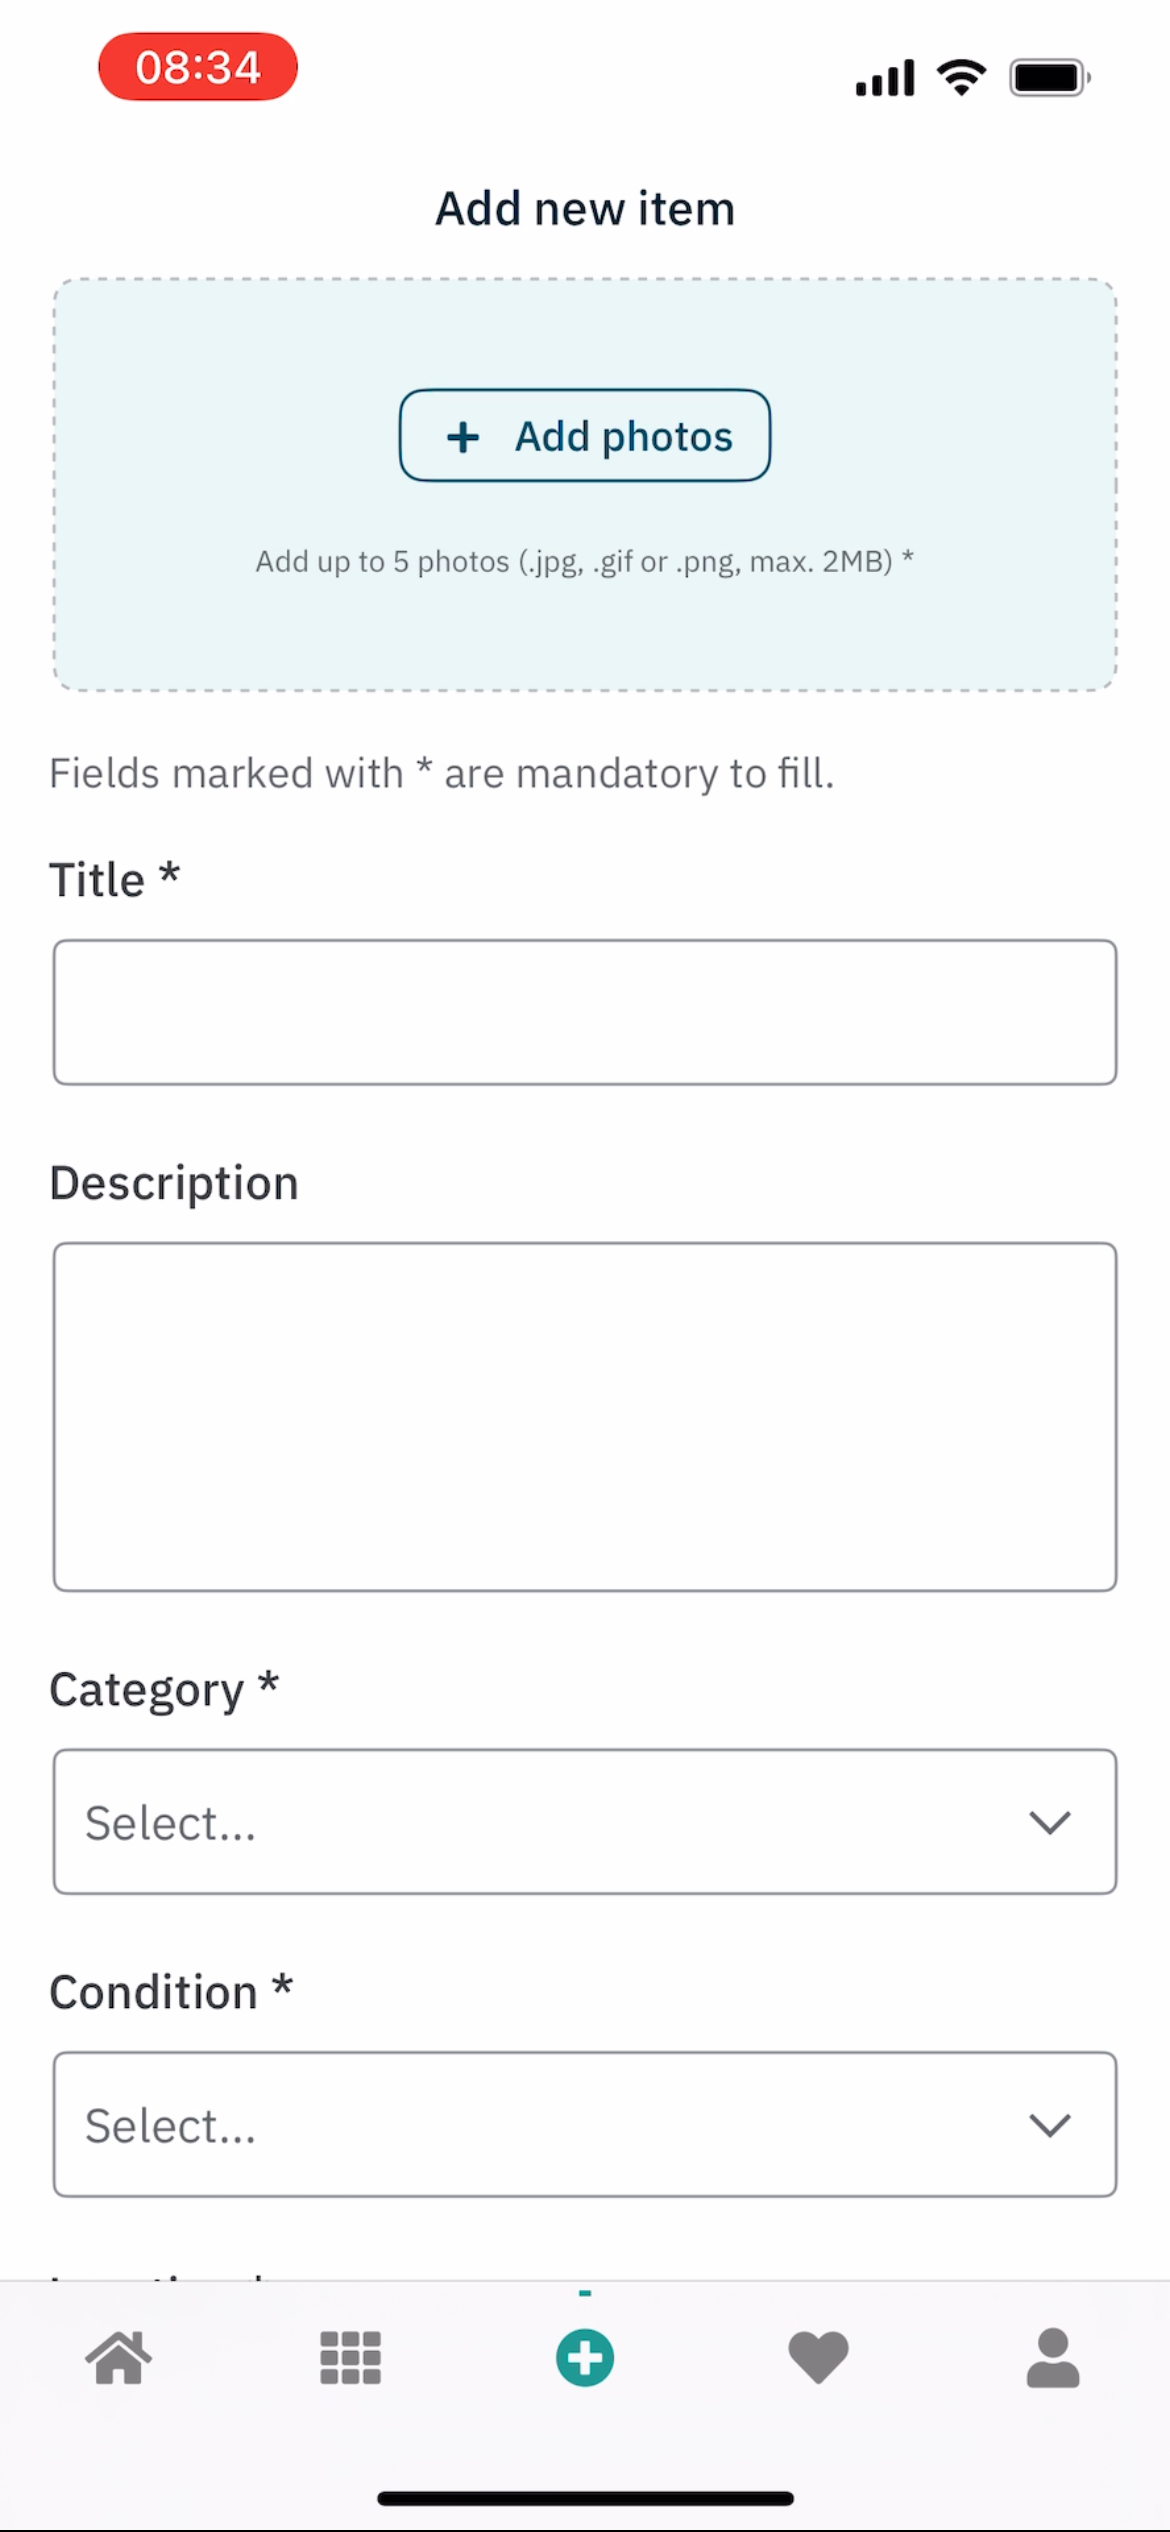 08:34
Add new item
+ Add photos
Add up to 5 photos (.jpg, .gif or .png, max. 2MB) *
Fields marked with * are mandatory to fill.
Title *
Description
Category *
Select...
Condition *
Select...